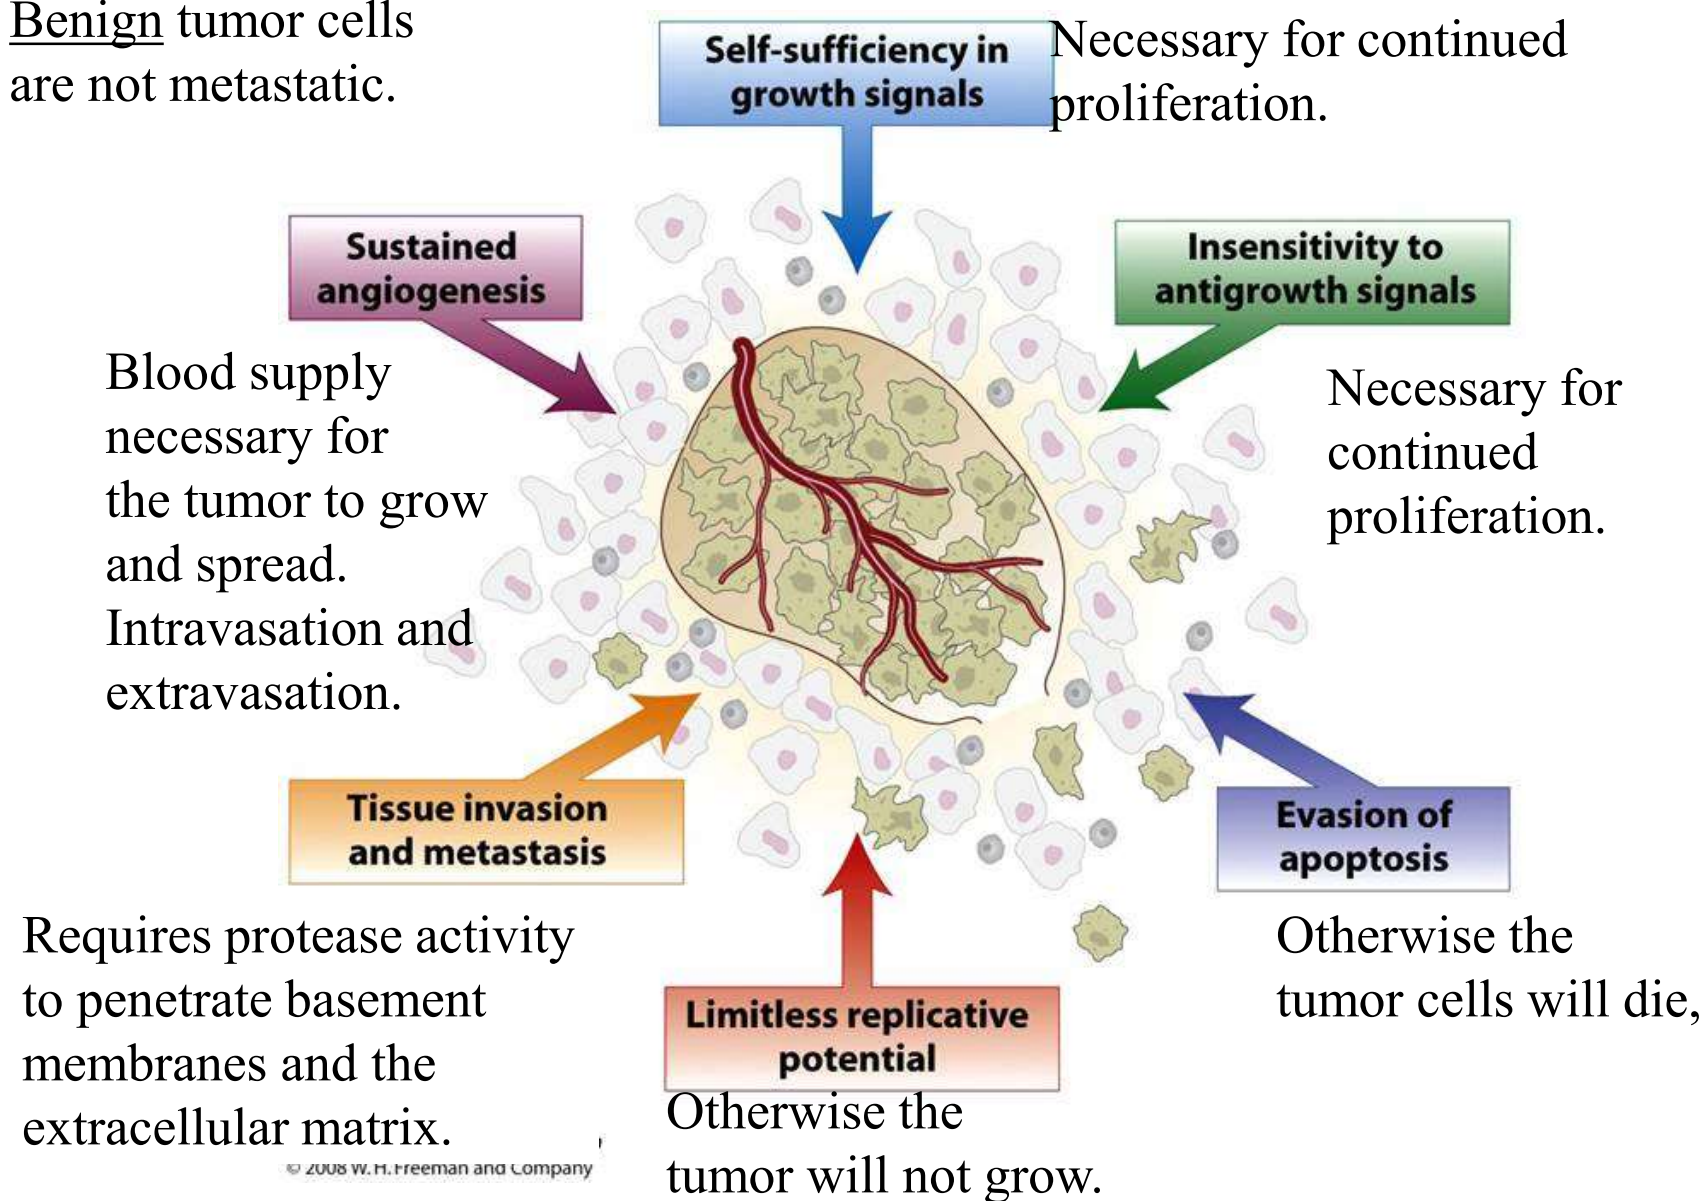 Benign tumor cells
are not metastatic.
Self-sufficiency in
growth signals
Necessary for continued
proliferation.
Sustained
angiogenesis
Insensitivity to
antigrowth signals
Blood supply
necessary for
the tumor to grow
and spread.
Intravasation and
extravasation.
Necessary for
continued
proliferation.
Tissue invasion
and metastasis
Evasion of
apoptosis
Requires protease activity
to penetrate basement
membranes and the
extracellular matrix.
Otherwise the
tumor cells will die,
Limitless replicative
potential
Otherwise the
tumor will not grow.
© 2008 W. H. Freeman and Company